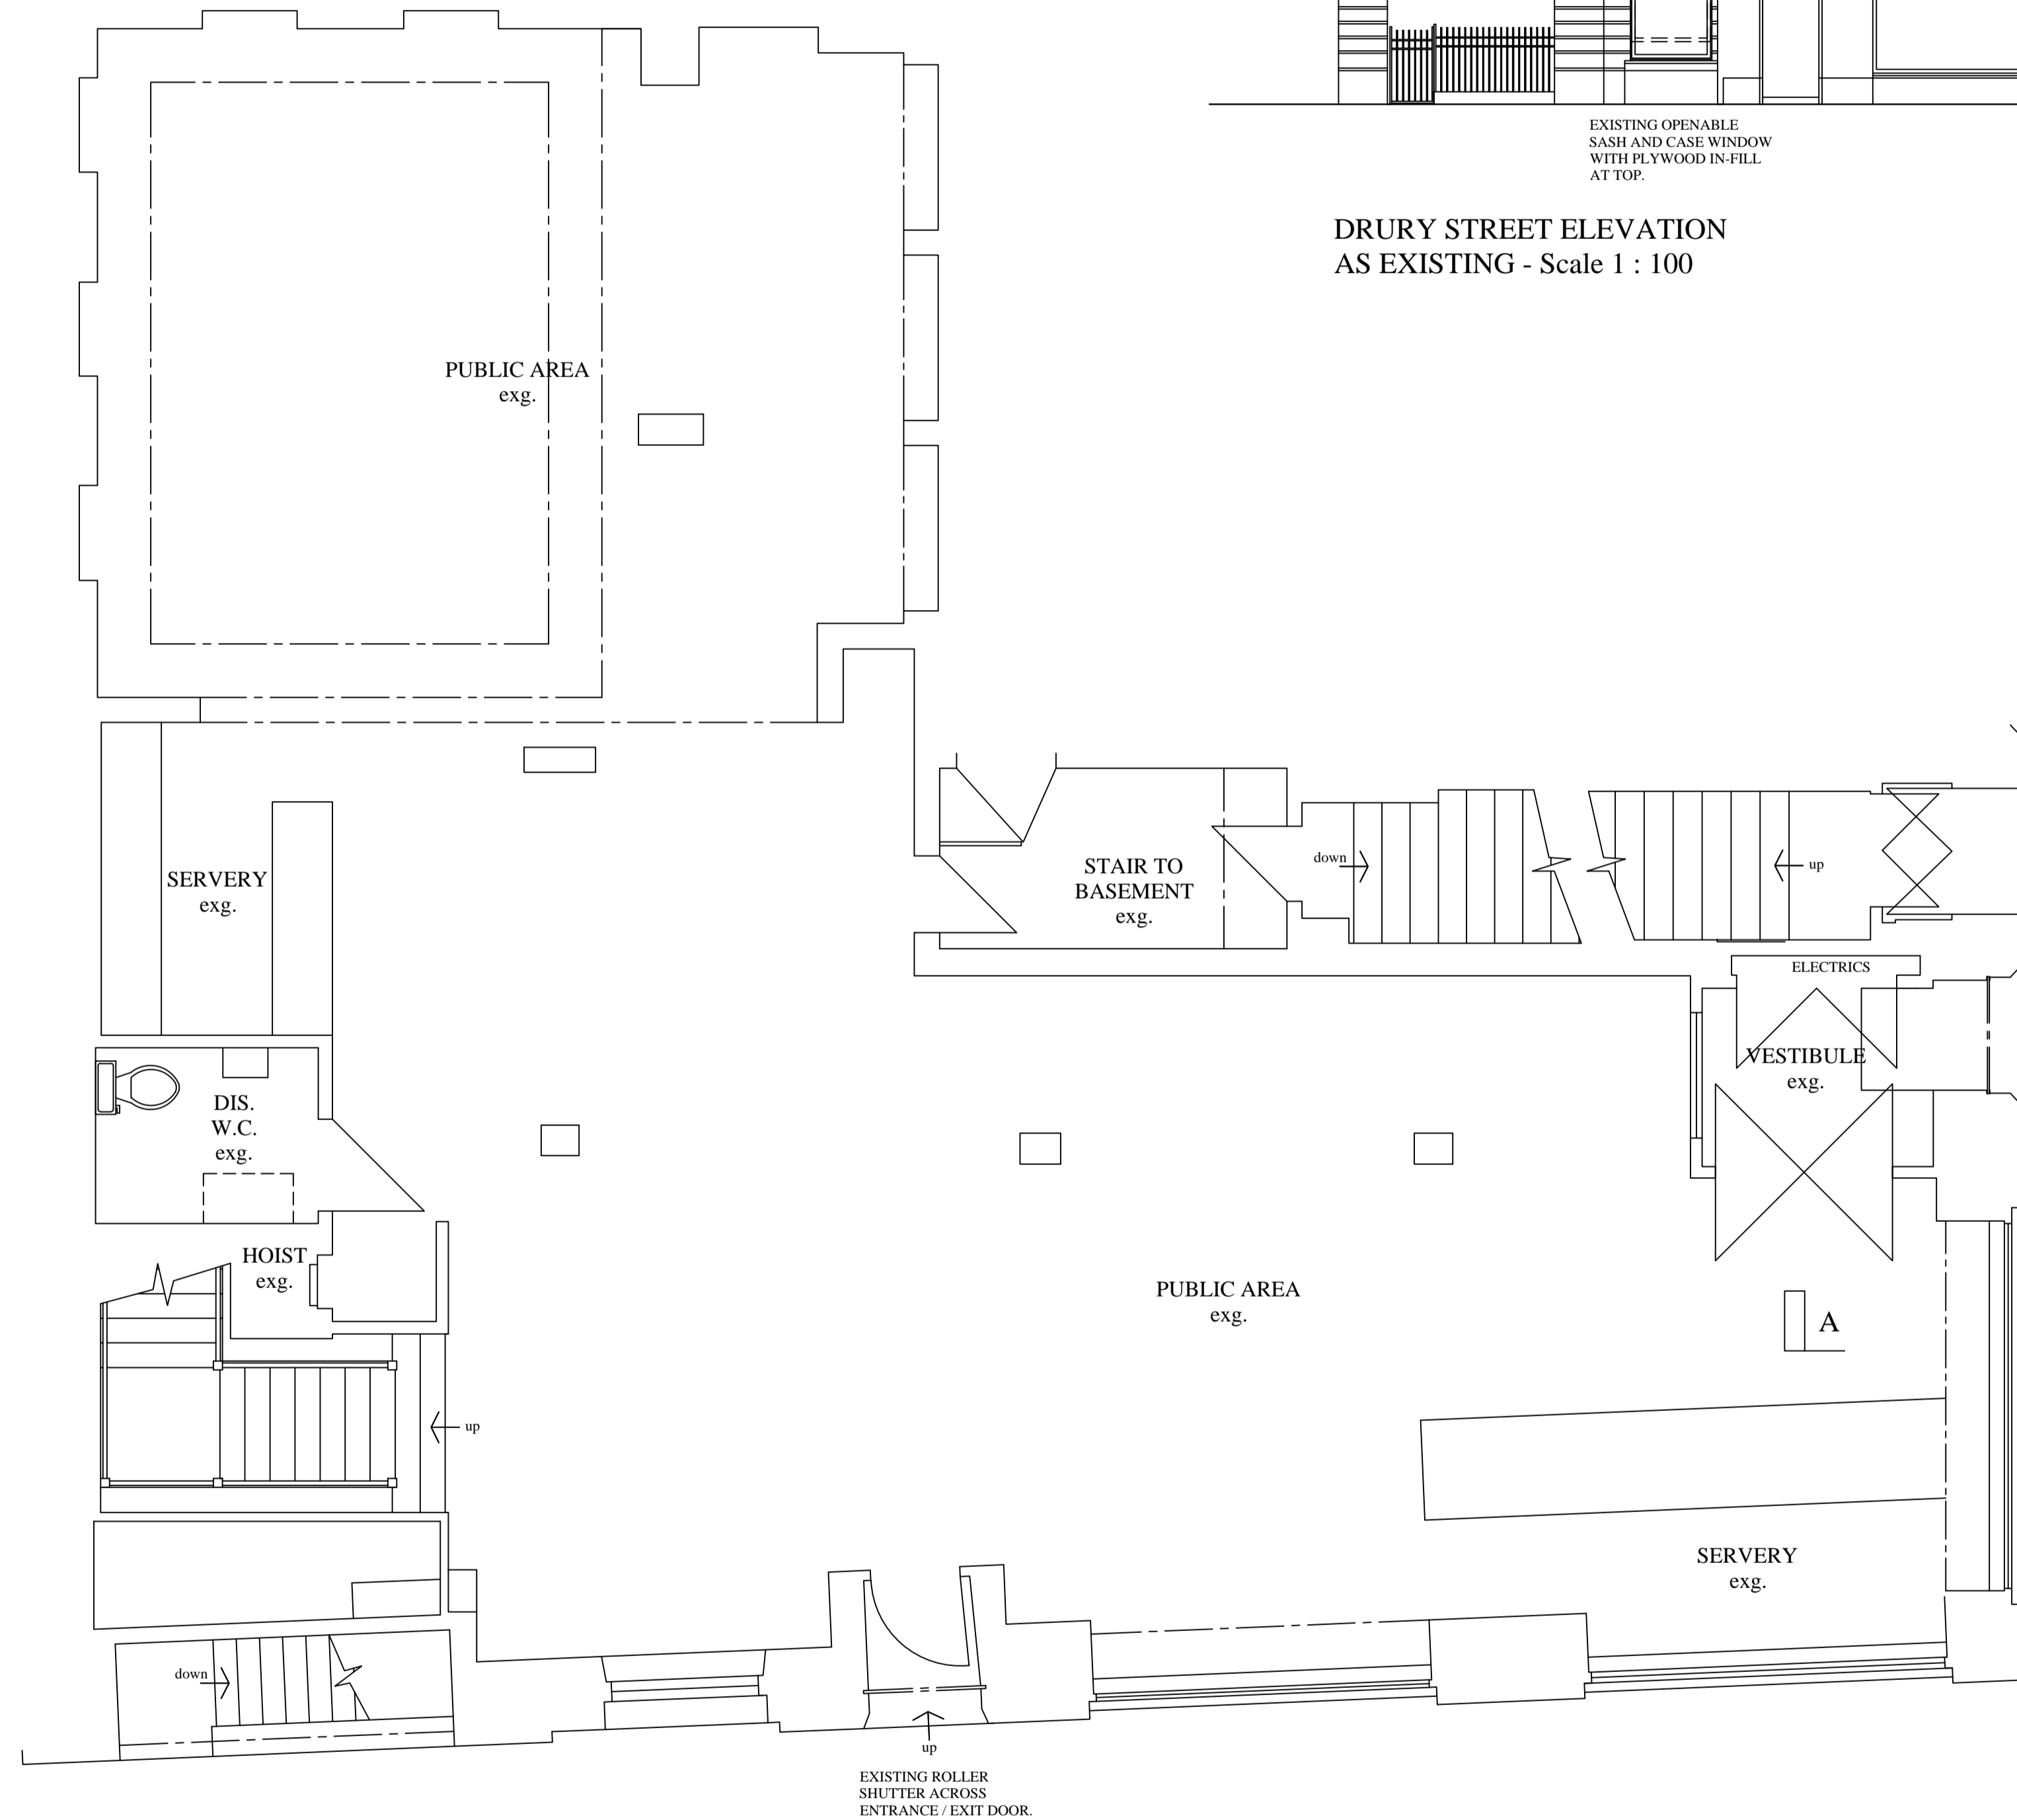 EXISTING OPENABLE
SASH AND CASE WINDOW
WITH PLYWOOD IN-FILL
AT TOP.
DRURY STREET ELEVATION
AS EXISTING - Scale 1 : 100
PUBLIC AREA
exg.
SERVERY
exg.
STAIR TO
BASEMENT
exg.
down
up
ELECTRICS
VESTIBULE
exg.
DIS.
W.C.
exg.
HOIST
exg.
PUBLIC AREA
exg.
A
up
SERVERY
exg.
down
up
EXISTING ROLLER
SHUTTER ACROSS
ENTRANCE / EXIT DOOR.